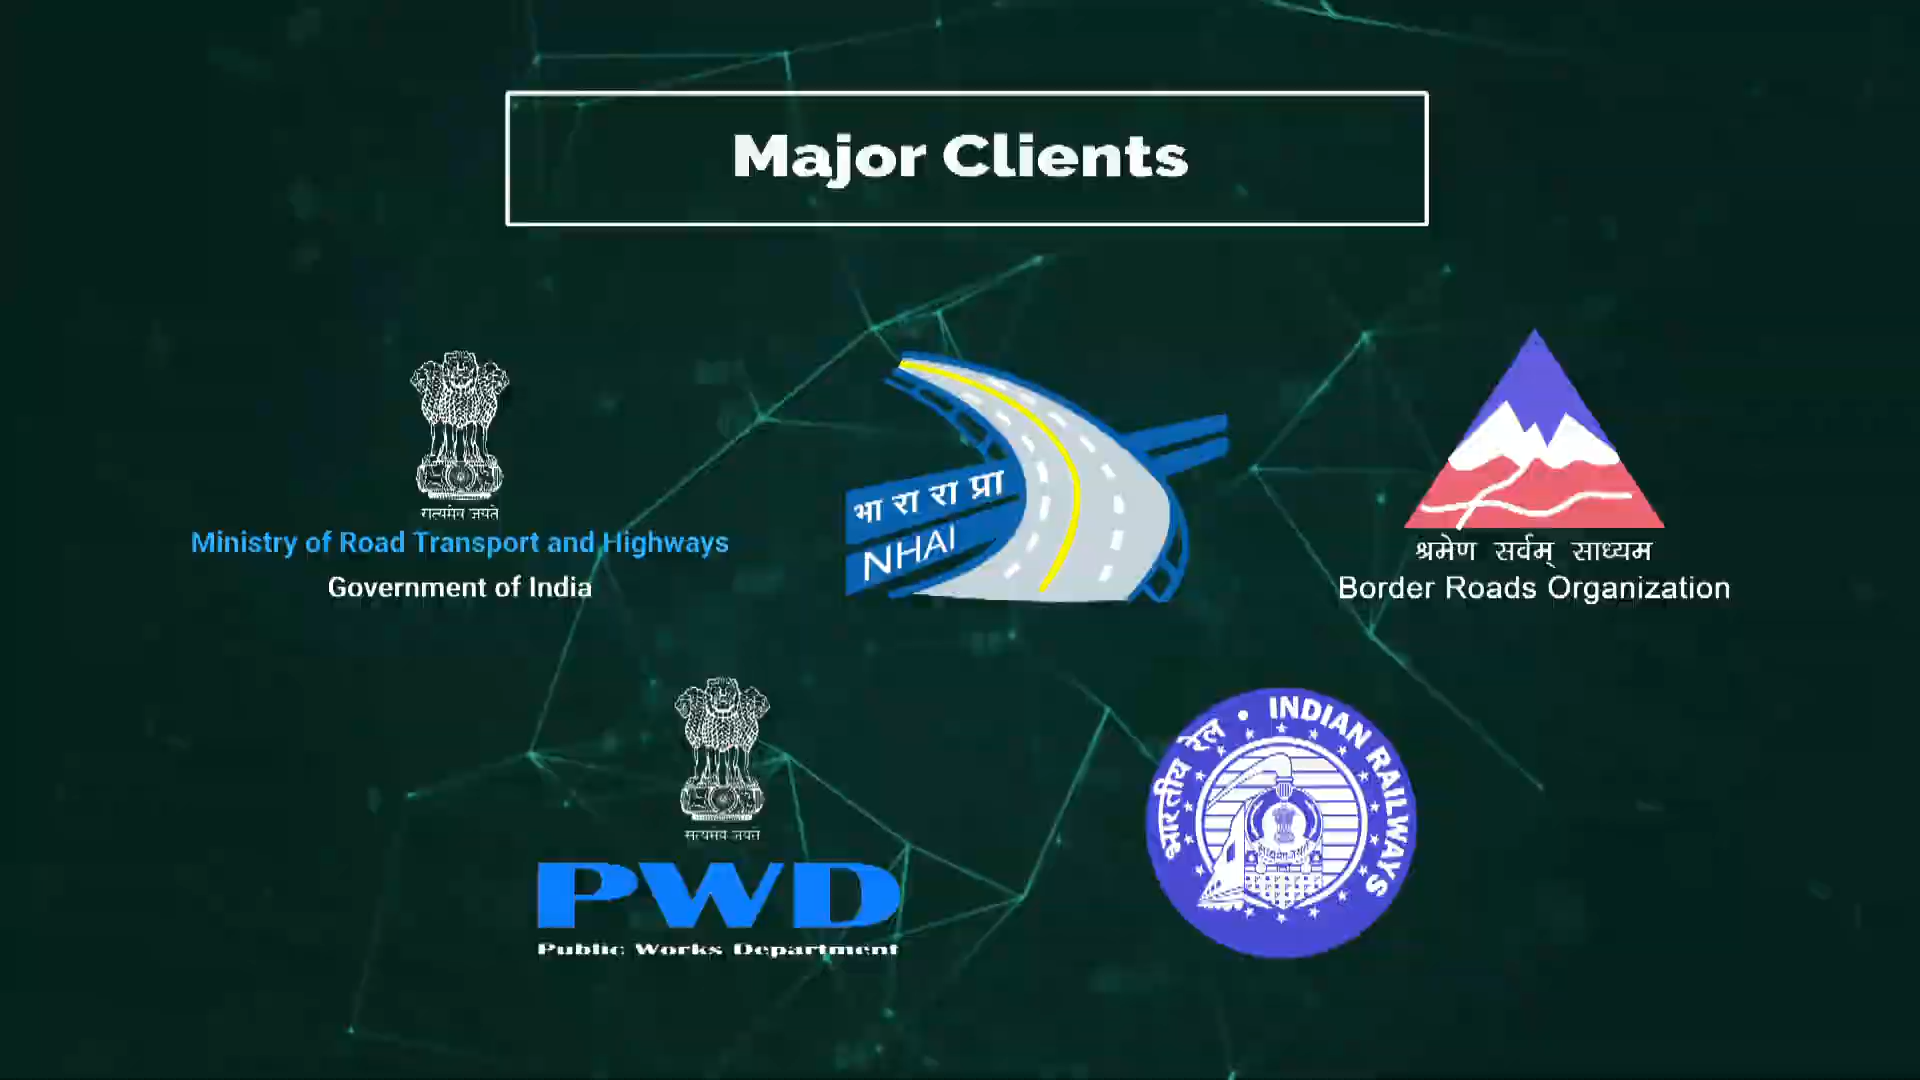 Major Clients
सत्यमेव जयते
Ministry of Road Transport and Highways
Government of India
भा रा रा प्रा
NHAI
श्रमेण सर्वम् साध्यम
Border Roads Organization
सत्यमेव जयते
PWD
Public Works Department
भारतीय रेल • INDIAN RAILWAYS